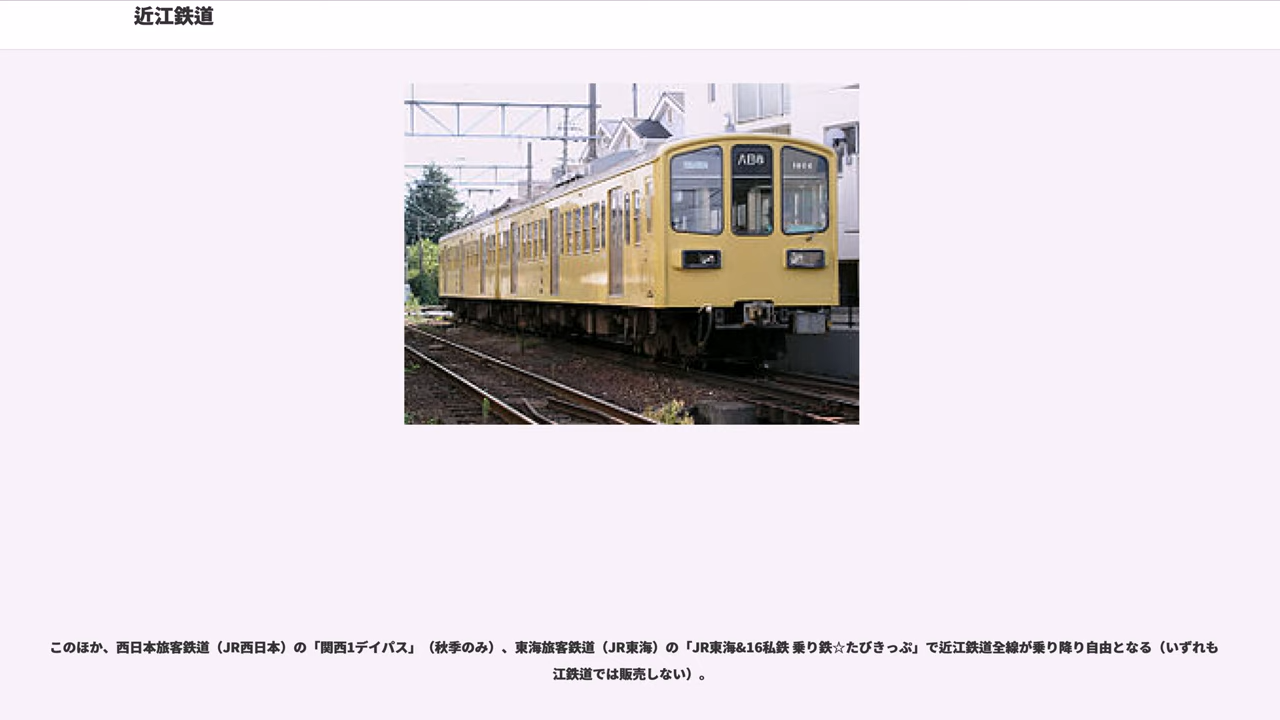 近江鉄道
このほか、西日本旅客鉄道（JR西日本）の「関西1デイパス」（秋季のみ）、東海旅客鉄道（JR東海）の「JR東海&16私鉄 乗り鉄☆たびきっぷ」で近江鉄道全線が乗り降り自由となる（いずれも
江鉄道では販売しない）。